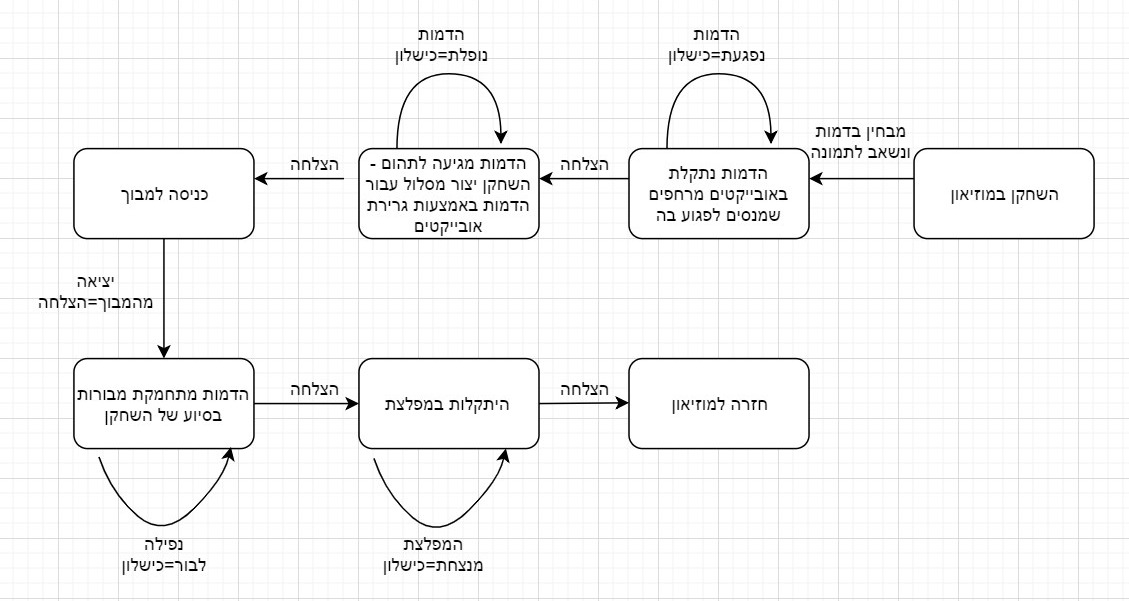 השחקן במוזיאון
מבחין בדמות
ונשאב לתמונה
הדמות נתקלת
באובייקטים מרחפים
שמנסים לפגוע בה
הדמות
נפגעת=כישלון
הצלחה
הדמות מגיעה לתהום -
השחקן יצור מסלול עבור
הדמות באמצעות גרירת
אובייקטים
הדמות
נופלת=כישלון
הצלחה
כניסה למבוך
יציאה
מהמבוך=הצלחה
הדמות מתחמקת מבורות
בסיוע של השחקן
נפילה
לבור=כישלון
הצלחה
היתקלות במפלצת
המפלצת
מנצחת=כישלון
הצלחה
חזרה למוזיאון